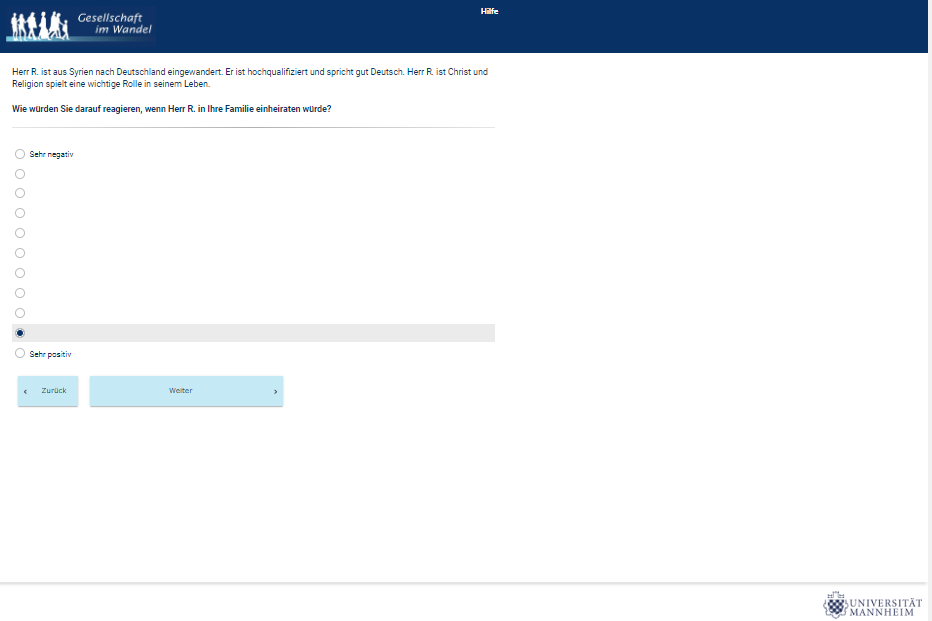 Gesellschaft
im Wandel
Hilfe
Herr R. ist aus Syrien nach Deutschland eingewandert. Er ist hochqualifiziert und spricht gut Deutsch. Herr R. ist Christ und
Religion spielt eine wichtige Rolle in seinem Leben.
Wie würden Sie darauf reagieren, wenn Herr R. in Ihre Familie einheiraten würde?
Sehr negativ
Sehr positiv
‹ Zurück
Weiter ›
UNIVERSITÄT
MANNHEIM